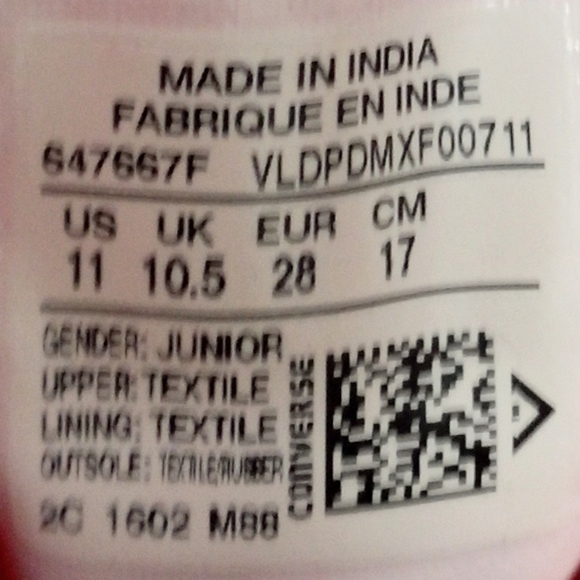 MADE IN INDIA
FABRIQUE EN INDE
647667F VLDPDMXF00711
US UK EUR CM
11 10.5 28 17
GENDER: JUNIOR
UPPER: TEXTILE
LINING: TEXTILE
OUTSOLE: TEXTILE/RUBBER
2C 1602 M88
CONVERSE